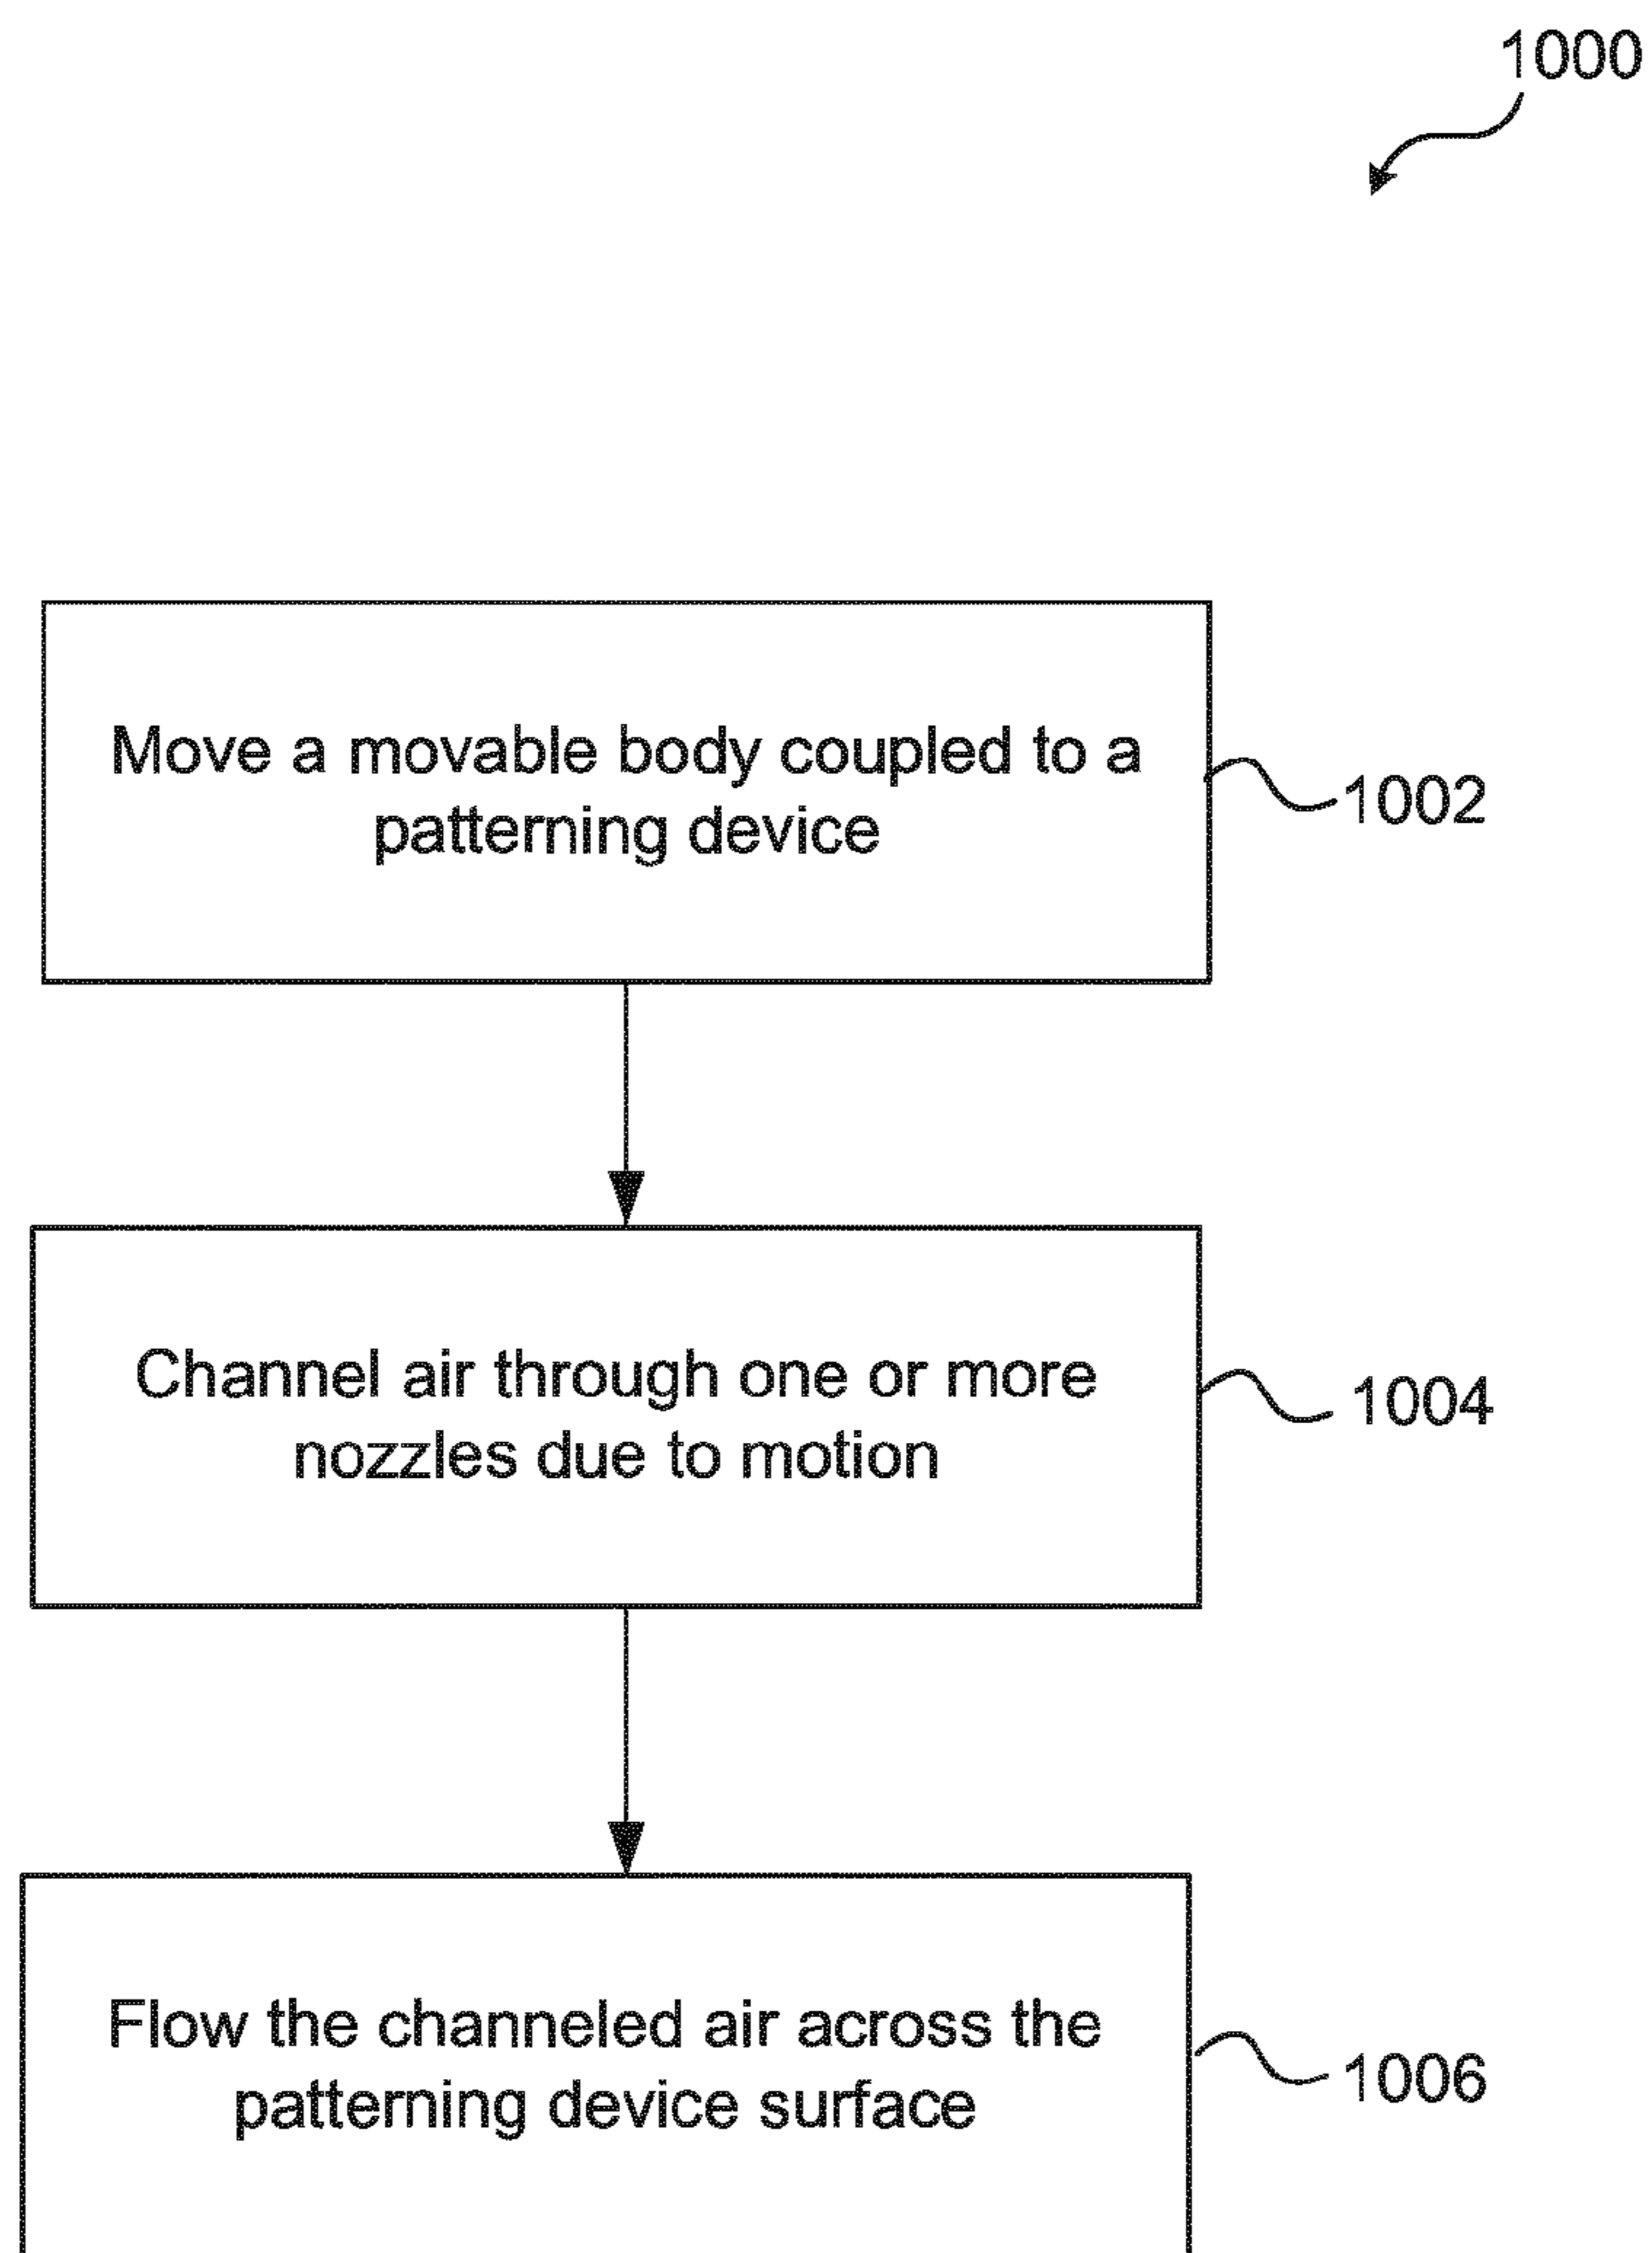 1000
Move a movable body coupled to a
patterning device
1002
Channel air through one or more
nozzles due to motion
1004
Flow the channeled air across the
patterning device surface
1006